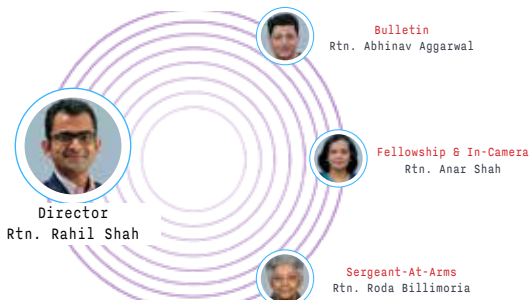 Bulletin
Rtn. Abhinav Aggarwal
Fellowship & In-Camera
Rtn. Anar Shah
Director
Rtn. Rahil Shah
Sergeant-At-Arms
Rtn. Roda Billimoria